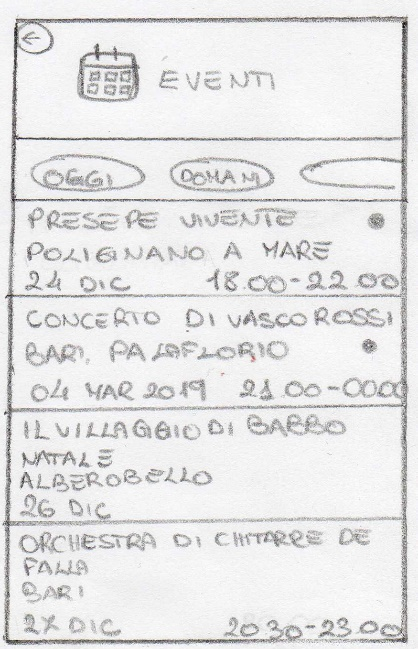 EVENTI
OGGI DOMANI
PRESEPE VIVENTE
POLIGNANO A MARE
24 DIC 18.00-22.00
CONCERTO DI VASCO ROSSI
BARI, PALAFLORIO
04 MAR 2019 21.00-00.00
IL VILLAGGIO DI BABBO
NATALE
ALBEROBELLO
26 DIC
ORCHESTRA DI CHITARRE DE
FALLA
BARI
DIC 20.30-23.00